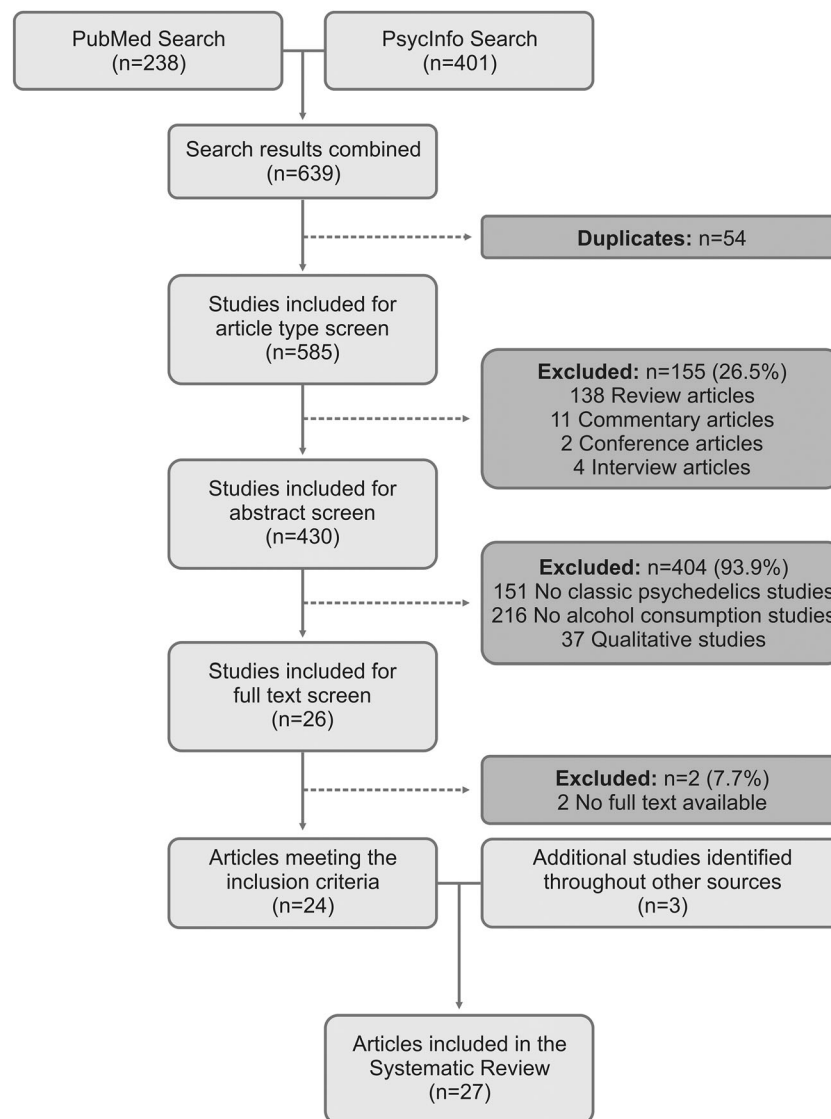 PubMed Search
(n=238)
PsycInfo Search
(n=401)
Search results combined
(n=639)
Duplicates: n=54
Studies included for
article type screen
(n=585)
Excluded: n=155 (26.5%)
138 Review articles
11 Commentary articles
2 Conference articles
4 Interview articles
Studies included for
abstract screen
(n=430)
Excluded: n=404 (93.9%)
151 No classic psychedelics studies
216 No alcohol consumption studies
37 Qualitative studies
Studies included for
full text screen
(n=26)
Excluded: n=2 (7.7%)
2 No full text available
Articles meeting the
inclusion criteria
(n=24)
Additional studies identified
throughout other sources
(n=3)
Articles included in the
Systematic Review
(n=27)